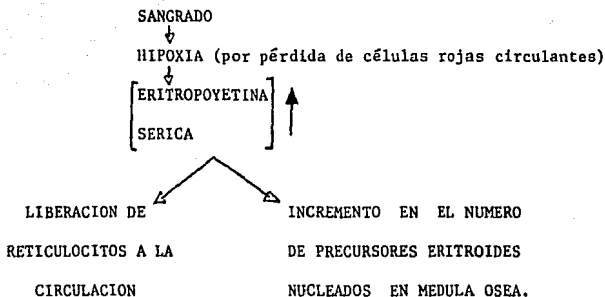 SANGRADO
HIPOXIA (por pérdida de células rojas circulantes)
ERITROPOYETINA
SERICA
LIBERACION DE
RETICULOCITOS A LA
CIRCULACION
INCREMENTO EN EL NUMERO
DE PRECURSORES ERITROIDES
NUCLEADOS EN MEDULA OSEA.